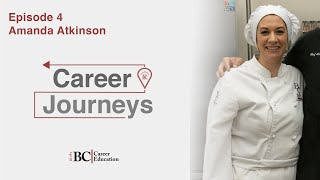 Episode 4
Amanda Atkinson
Career
Journeys
BC
Career
Education